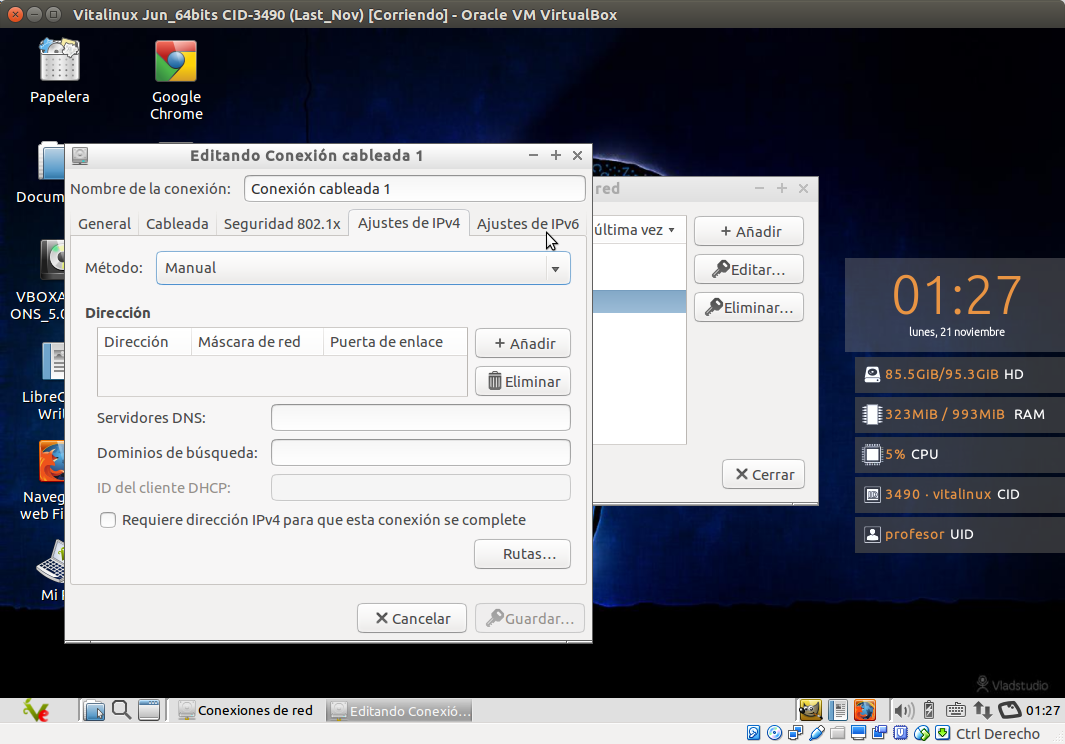 Vitalinux Jun_64bits CID-3490 (Last_Nov) [Corriendo] - Oracle VM VirtualBox
Papelera
Google
Chrome
Docum
VBOXA
ONS_5.0
LibreO
Writ
Naveg
web Fi
Mi P
Editando Conexión cableada 1
Nombre de la conexión:
Conexión cableada 1
General
Cableada
Seguridad 802.1x
Ajustes de IPv4
Ajustes de IPv6
Método:
Manual
Dirección
Dirección
Máscara de red
Puerta de enlace
+ Añadir
Eliminar
Servidores DNS:
Dominios de búsqueda:
ID del cliente DHCP:
Requiere dirección IPv4 para que esta conexión se complete
Rutas...
Cancelar
Guardar...
red
última vez
+ Añadir
Editar...
Eliminar...
Cerrar
01:27
lunes, 21 noviembre
85.5GIB/95.3GIB HD
323MIB / 993MIB RAM
5% CPU
3490 · vitalinux CID
profesor UID
Vladstudio
Conexiones de red
Editando Conexió...
01:27
Ctrl Derecho